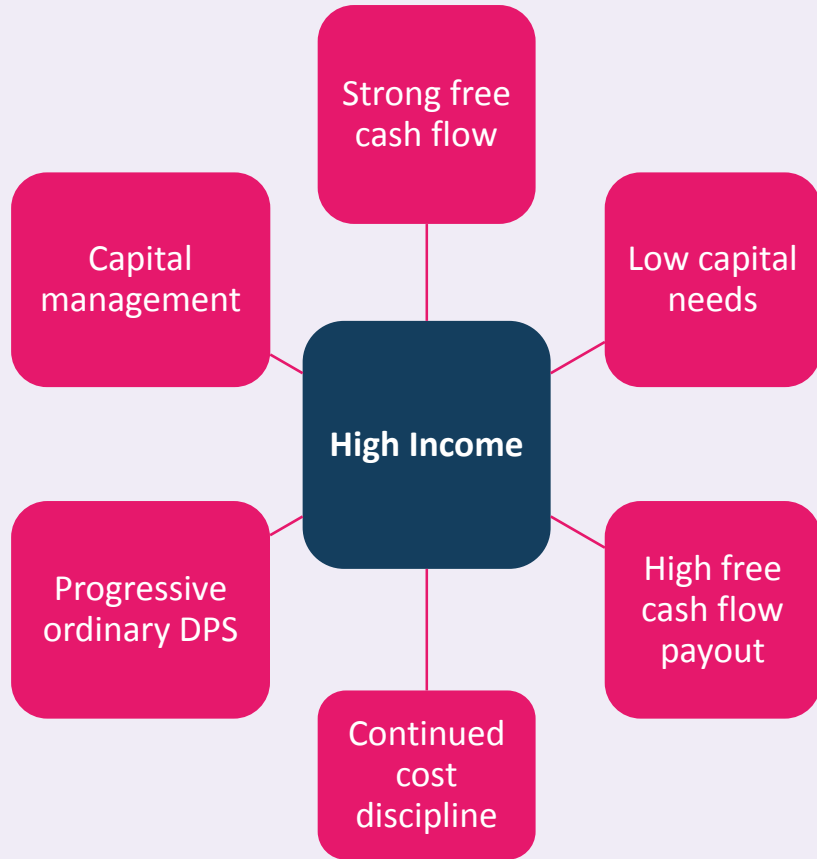 Strong free
cash flow
Capital
management
Low capital
needs
High Income
Progressive
ordinary DPS
High free
cash flow
payout
Continued
cost
discipline